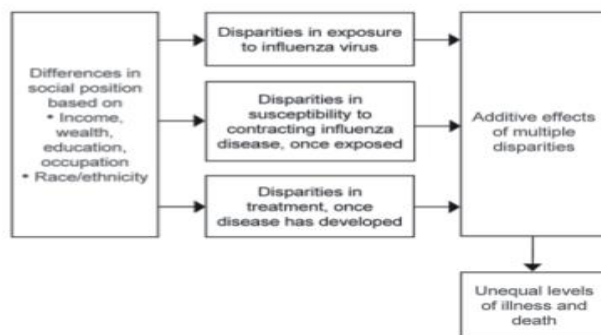 Differences in
social position
based on
• Income,
wealth,
education,
occupation
• Race/ethnicity
Disparities in exposure
to influenza virus
Disparities in
susceptibility to
contracting influenza
disease, once exposed
Disparities in
treatment, once
disease has developed
Additive effects
of multiple
disparities
Unequal levels
of illness and
death